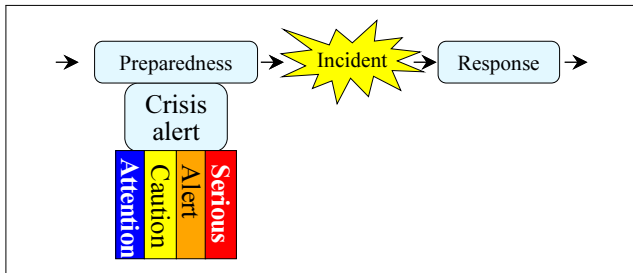 Preparedness
Incident
Response
Crisis
alert
Attention
Caution
Alert
Serious